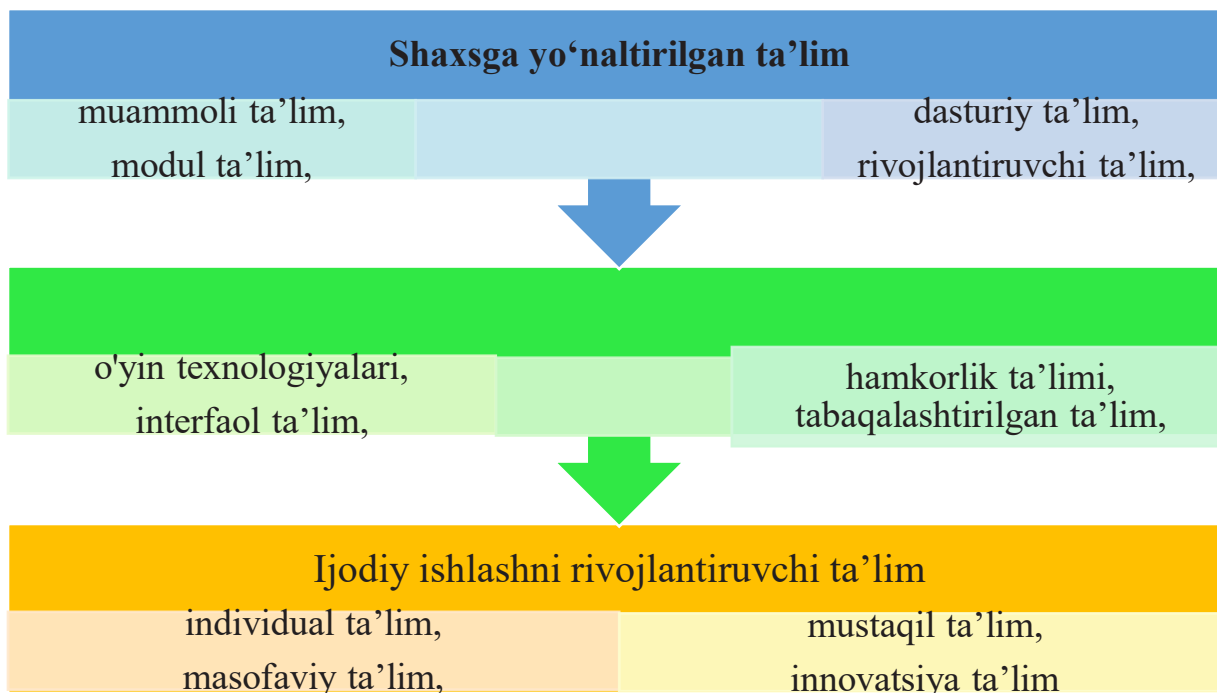 Shaxsga yo‘naltirilgan ta’lim
muammoli ta’lim,
modul ta’lim,
dasturiy ta’lim,
rivojlantiruvchi ta’lim,
o'yin texnologiyalari,
interfaol ta’lim,
hamkorlik ta’limi,
tabaqalashtirilgan ta’lim,
Ijodiy ishlashni rivojlantiruvchi ta’lim
individual ta’lim,
masofaviy ta’lim,
mustaqil ta’lim,
innovatsiya ta’lim